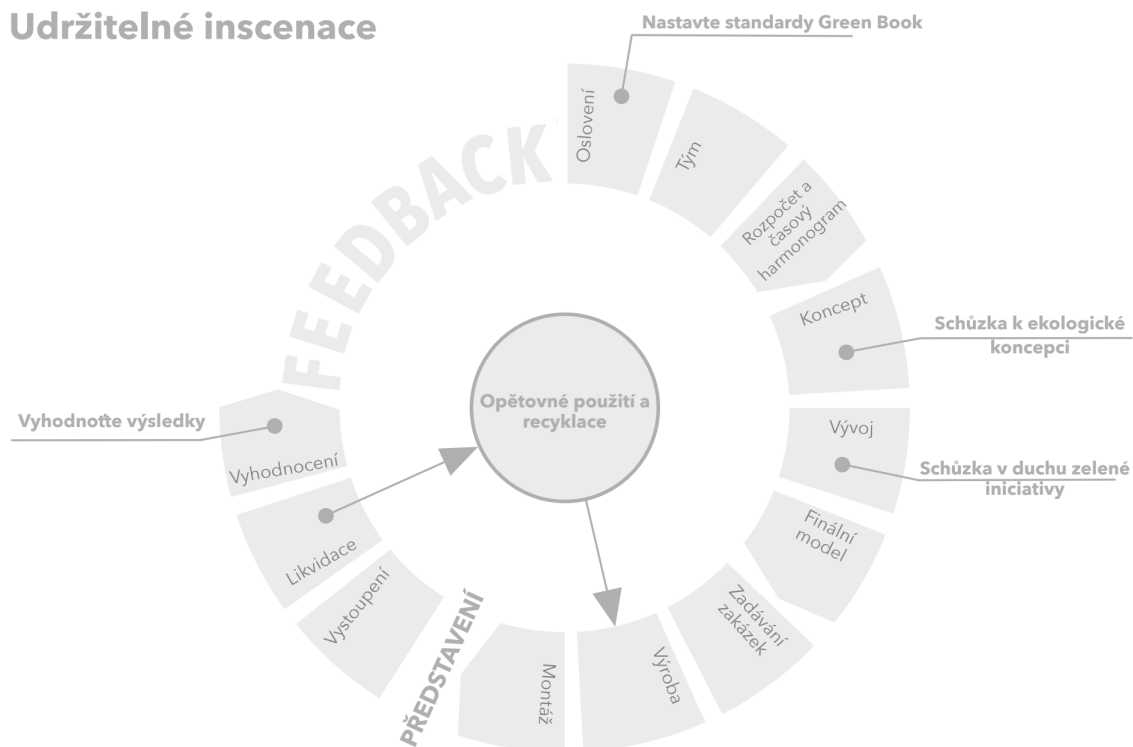 Udržitelné inscenace
Nastavte standardy Green Book
Oslovení
Tým
Rozpočet a
časový
harmonogram
Koncept
Schůzka k ekologické
koncepci
Vývoj
Schůzka v duchu zelené
iniciativy
Finální
model
Zadávání
zakázek
Výroba
Montáž
PŘEDSTAVENÍ
Vystoupení
Likvidace
Vyhodnocení
Vyhodnoťte výsledky
FEEDBACK
Opětovné použití a
recyklace